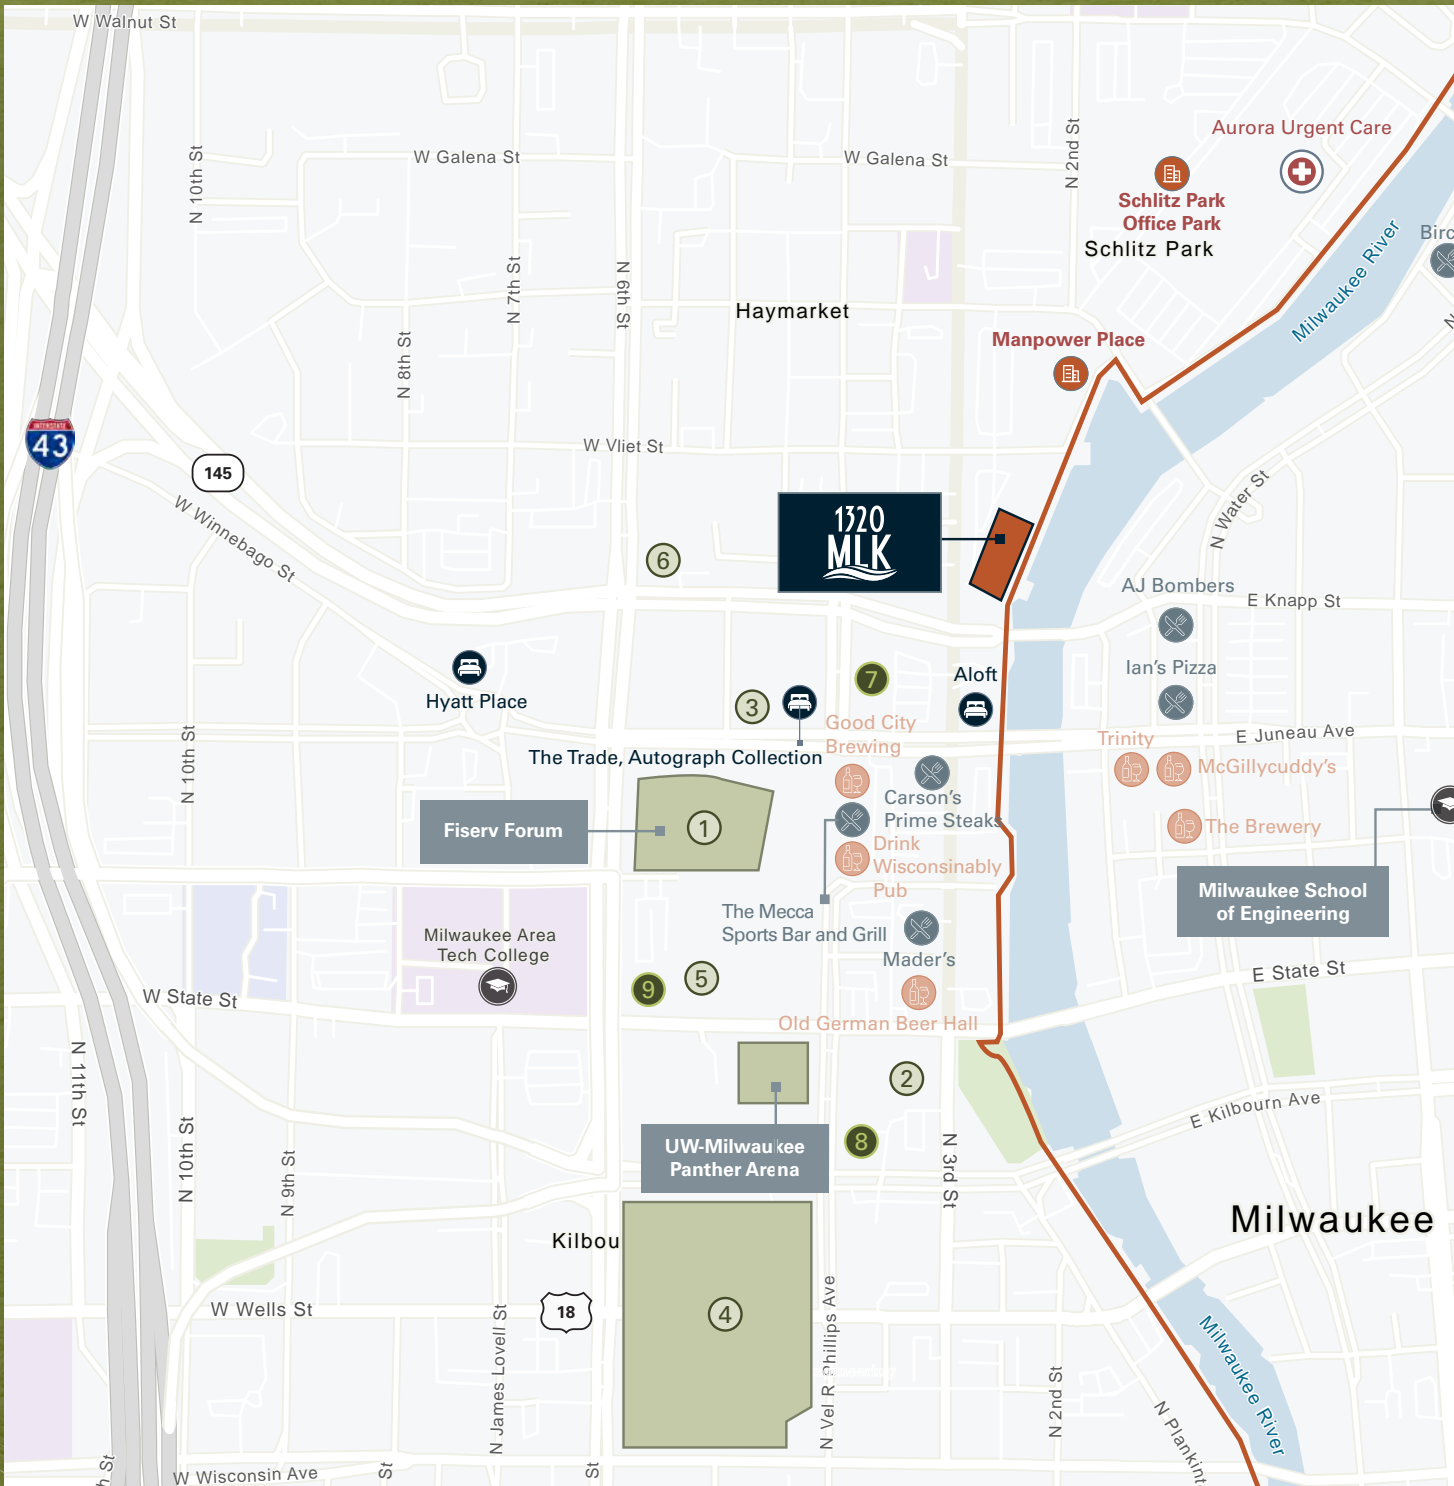 W Walnut St
Aurora Urgent Care
N 2nd St
N 10th St
W Galena St
W Galena St
Schlitz Park
Office Park
Schlitz Park
Milwaukee River
N 7th St
N 6th St
Haymarket
N 8th St
Manpower Place
INTERSTATE
43
145
W Vliet St
W Winnebago St
1320
MLK
N Water St
6
AJ Bombers
E Knapp St
Hyatt Place
7
Aloft
Ian's Pizza
3
Good City
Brewing
The Trade, Autograph Collection
N 10th St
Trinity
E Juneau Ave
McGillycuddy's
Carson's
Prime Steaks
Fiserv Forum
1
The Brewery
Drink
Wisconsinably
Pub
Milwaukee School
of Engineering
The Mecca
Sports Bar and Grill
Milwaukee Area
Tech College
Mader's
9
5
E State St
W State St
Old German Beer Hall
N 11th St
2
E Kilbourn Ave
UW-Milwaukee
Panther Arena
8
N 10th St
N 9th St
N 3rd St
Milwaukee
Kilbou
W Wells St
18
4
N James Lovell St
N Vel R Phillips Ave
Milwaukee River
N 2nd St
N Plankint
W Wisconsin Ave
St
St
h St